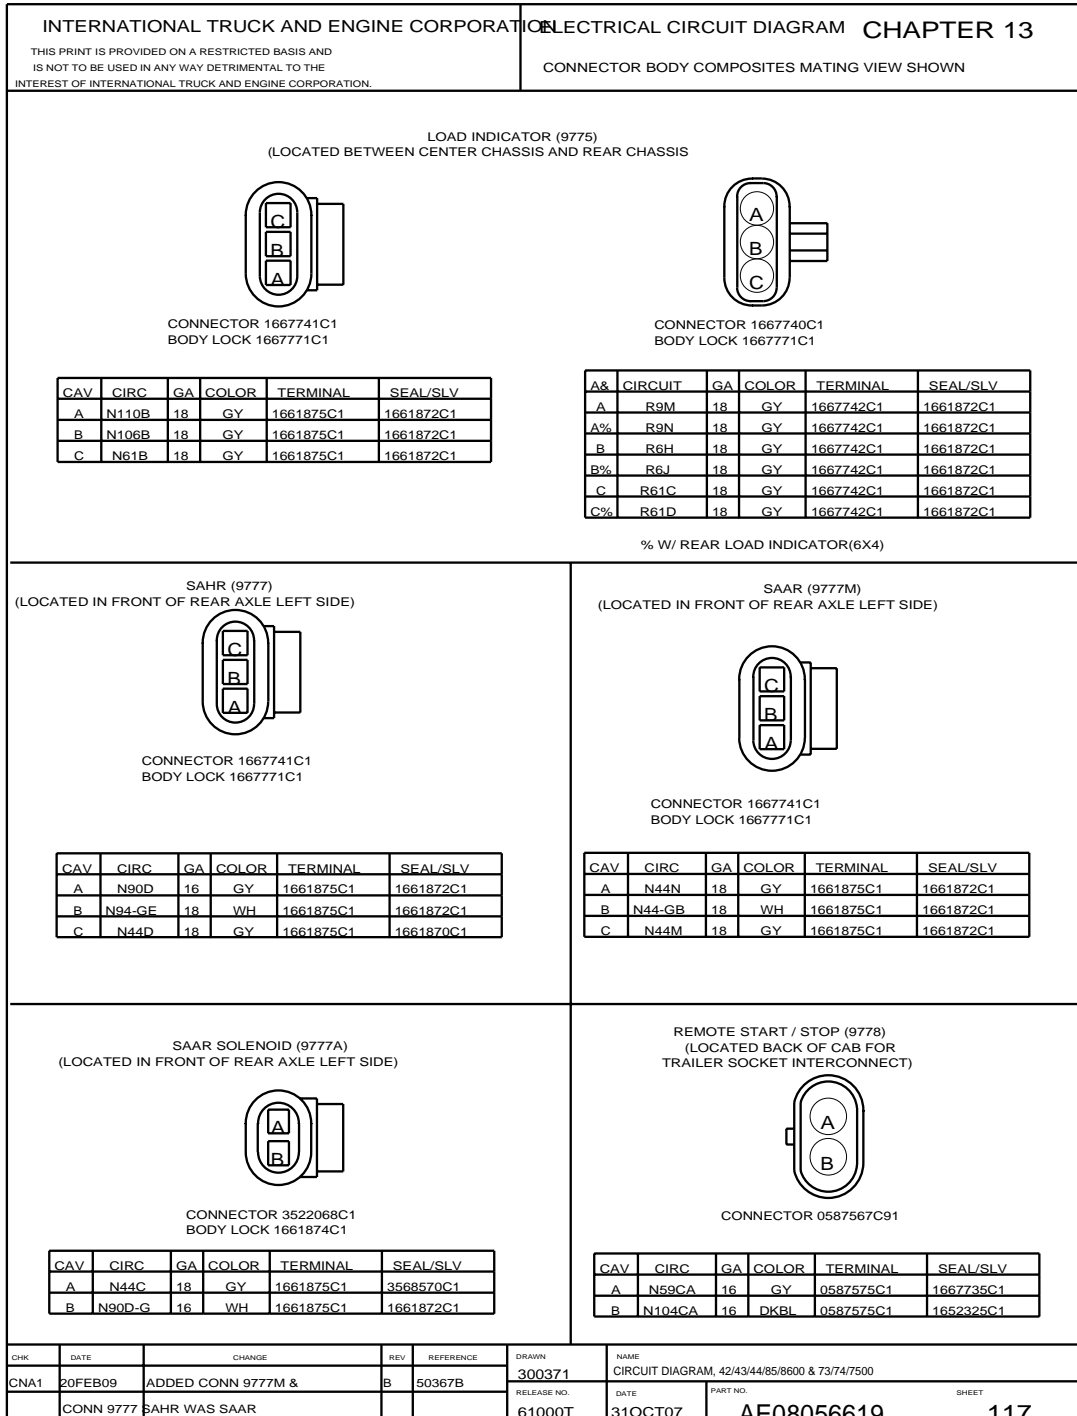 INTERNATIONAL TRUCK AND ENGINE CORPORATION
THIS PRINT IS PROVIDED ON A RESTRICTED BASIS AND
IS NOT TO BE USED IN ANY WAY DETRIMENTAL TO THE
INTEREST OF INTERNATIONAL TRUCK AND ENGINE CORPORATION.
ELECTRICAL CIRCUIT DIAGRAM CHAPTER 13
CONNECTOR BODY COMPOSITES MATING VIEW SHOWN
LOAD INDICATOR (9775)
(LOCATED BETWEEN CENTER CHASSIS AND REAR CHASSIS
C
B
A
CONNECTOR 1667741C1
BODY LOCK 1667771C1
CAV CIRC GA COLOR TERMINAL SEAL/SLV
A N110B 18 GY 1661875C1 1661872C1
B N106B 18 GY 1661875C1 1661872C1
C N61B 18 GY 1661875C1 1661872C1
A
B
C
CONNECTOR 1667740C1
BODY LOCK 1667771C1
A& CIRCUIT GA COLOR TERMINAL SEAL/SLV
A R9M 18 GY 1667742C1 1661872C1
A% R9N 18 GY 1667742C1 1661872C1
B R6H 18 GY 1667742C1 1661872C1
B% R6J 18 GY 1667742C1 1661872C1
C R61C 18 GY 1667742C1 1661872C1
C% R61D 18 GY 1667742C1 1661872C1
% W/ REAR LOAD INDICATOR(6X4)
SAHR (9777)
(LOCATED IN FRONT OF REAR AXLE LEFT SIDE)
C
B
A
CONNECTOR 1667741C1
BODY LOCK 1667771C1
CAV CIRC GA COLOR TERMINAL SEAL/SLV
A N90D 16 GY 1661875C1 1661872C1
B N94-GE 18 WH 1661875C1 1661872C1
C N44D 18 GY 1661875C1 1661870C1
SAAR (9777M)
(LOCATED IN FRONT OF REAR AXLE LEFT SIDE)
C
B
A
CONNECTOR 1667741C1
BODY LOCK 1667771C1
CAV CIRC GA COLOR TERMINAL SEAL/SLV
A N44N 18 GY 1661875C1 1661872C1
B N44-GB 18 WH 1661875C1 1661872C1
C N44M 18 GY 1661875C1 1661872C1
SAAR SOLENOID (9777A)
(LOCATED IN FRONT OF REAR AXLE LEFT SIDE)
A
B
CONNECTOR 3522068C1
BODY LOCK 1661874C1
CAV CIRC GA COLOR TERMINAL SEAL/SLV
A N44C 18 GY 1661875C1 3568570C1
B N90D-G 16 WH 1661875C1 1661872C1
REMOTE START / STOP (9778)
(LOCATED BACK OF CAB FOR
TRAILER SOCKET INTERCONNECT)
A
B
CONNECTOR 0587567C91
CAV CIRC GA COLOR TERMINAL SEAL/SLV
A N59CA 16 GY 0587575C1 1667735C1
B N104CA 16 DKBL 0587575C1 1652325C1
CHK DATE CHANGE REV REFERENCE
CNA1 20FEB09 ADDED CONN 9777M & B 50367B
CONN 9777 SAHR WAS SAAR
DRAWN
300371
NAME
CIRCUIT DIAGRAM, 42/43/44/85/8600 & 73/74/7500
RELEASE NO.
61000T
DATE
31OCT07
PART NO.
AE08056619
SHEET
117